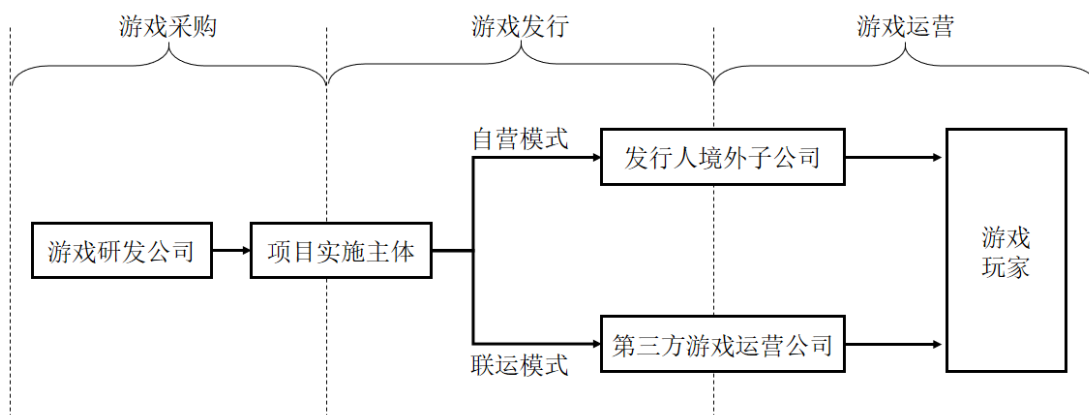 游戏采购
游戏发行
游戏运营
自营模式
发行人境外子公司
游戏研发公司
项目实施主体
游戏
玩家
第三方游戏运营公司
联运模式